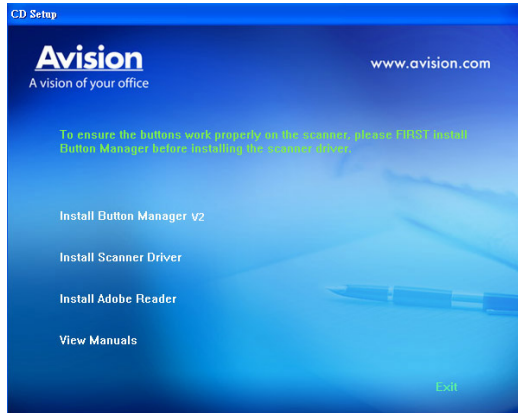 CD Setup
Avision
www.avision.com
A vision of your office
To ensure the buttons work properly on the scanner, please FIRST install
Button Manager before installing the scanner driver.
Install Button Manager V2
Install Scanner Driver
Install Adobe Reader
View Manuals
Exit